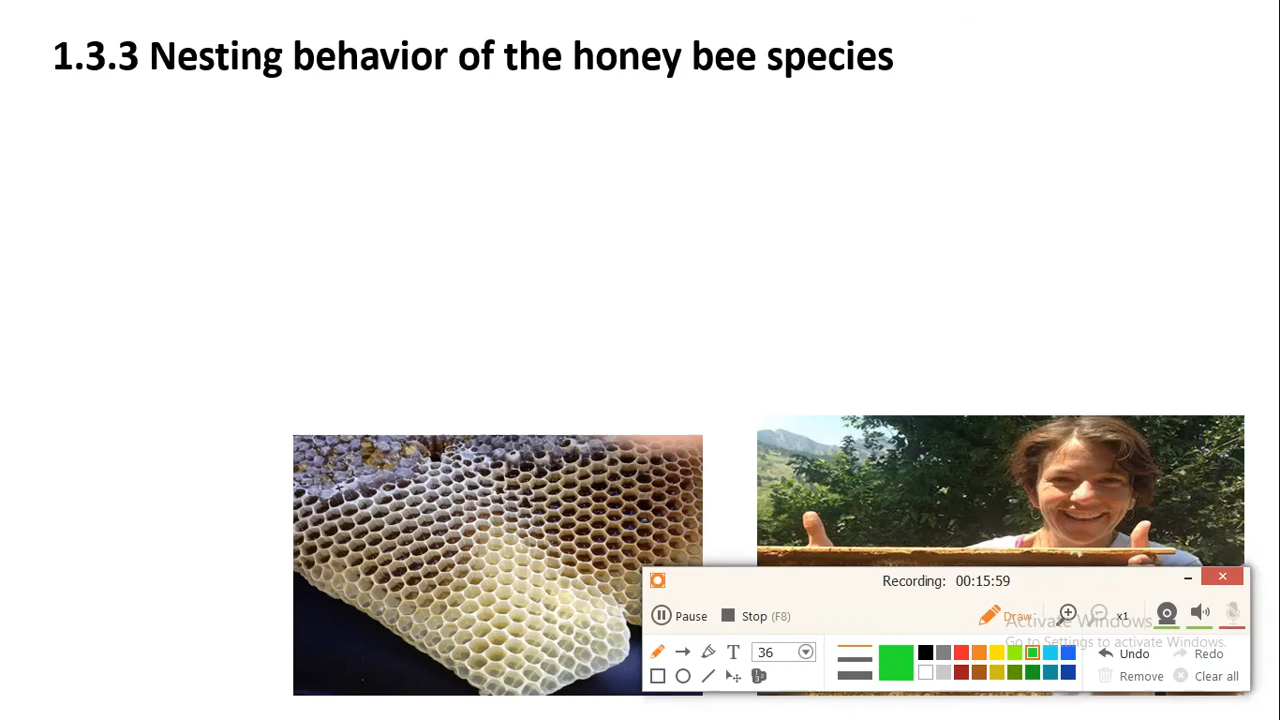 1.3.3 Nesting behavior of the honey bee species
Recording: 00:15:59
Pause
Stop (F8)
Draw
x1
Activate Windows
Go to Settings to activate Windows.
T
36
Undo
Redo
Remove
Clear all